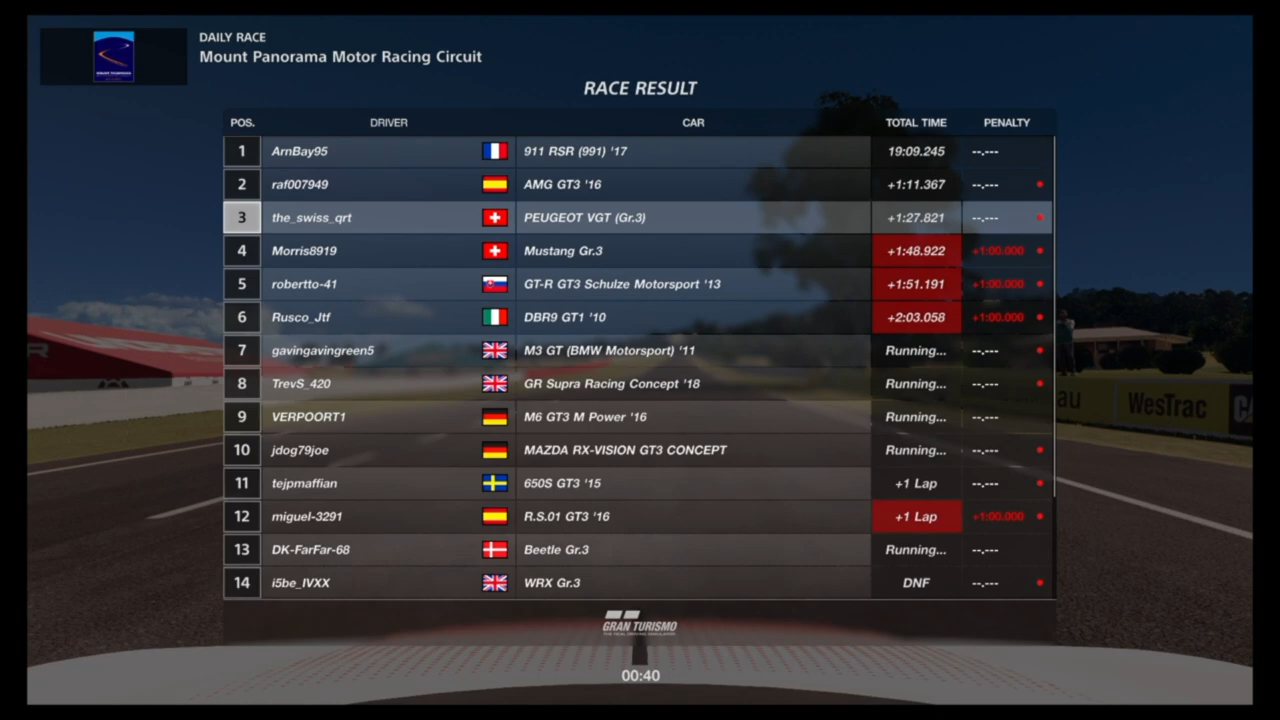 DAILY RACE
Mount Panorama Motor Racing Circuit
RACE RESULT
POS. DRIVER CAR TOTAL TIME PENALTY
1 ArnBay95 911 RSR (991) '17 19:09.245 --.---
2 raf007949 AMG GT3 '16 +1:11.367 --.---
3 the_swiss_qrt PEUGEOT VGT (Gr.3) +1:27.821 --.---
4 Morris8919 Mustang Gr.3 +1:48.922 +1:00.000
5 robertto-41 GT-R GT3 Schulze Motorsport '13 +1:51.191 +1:00.000
6 Rusco_Jtf DBR9 GT1 '10 +2:03.058 +1:00.000
7 gavingavingreen5 M3 GT (BMW Motorsport) '11 Running... --.---
8 TrevS_420 GR Supra Racing Concept '18 Running... --.---
9 VERPOORT1 M6 GT3 M Power '16 Running... --.---
10 jdog79joe MAZDA RX-VISION GT3 CONCEPT Running... --.---
11 tejpmaffian 650S GT3 '15 +1 Lap --.---
12 miguel-3291 R.S.01 GT3 '16 +1 Lap +1:00.000
13 DK-FarFar-68 Beetle Gr.3 Running... --.---
14 i5be_IVXX WRX Gr.3 DNF --.---
au WesTrac
GRAN TURISMO
THE REAL DRIVING SIMULATOR
00:40